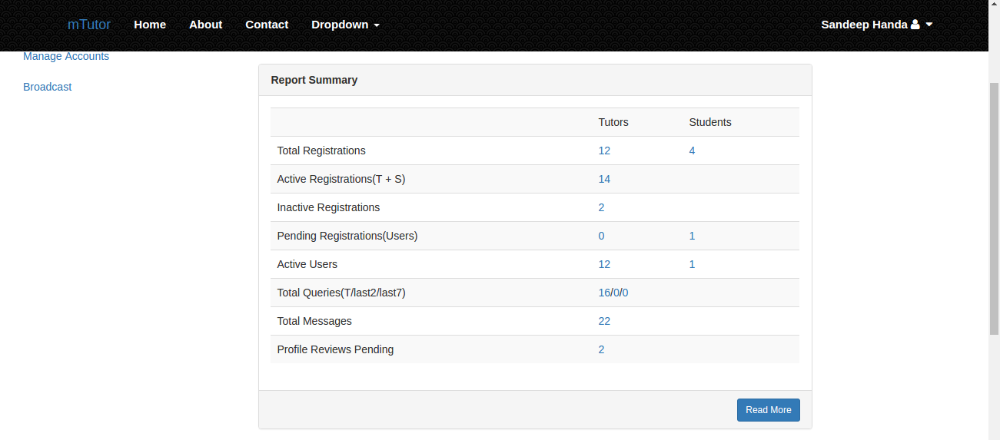 mTutor Home About Contact Dropdown Sandeep Handa
Manage Accounts
Broadcast
Report Summary
Tutors Students
Total Registrations 12 4
Active Registrations(T + S) 14
Inactive Registrations 2
Pending Registrations(Users) 0 1
Active Users 12 1
Total Queries(T/last2/last7) 16/0/0
Total Messages 22
Profile Reviews Pending 2
Read More